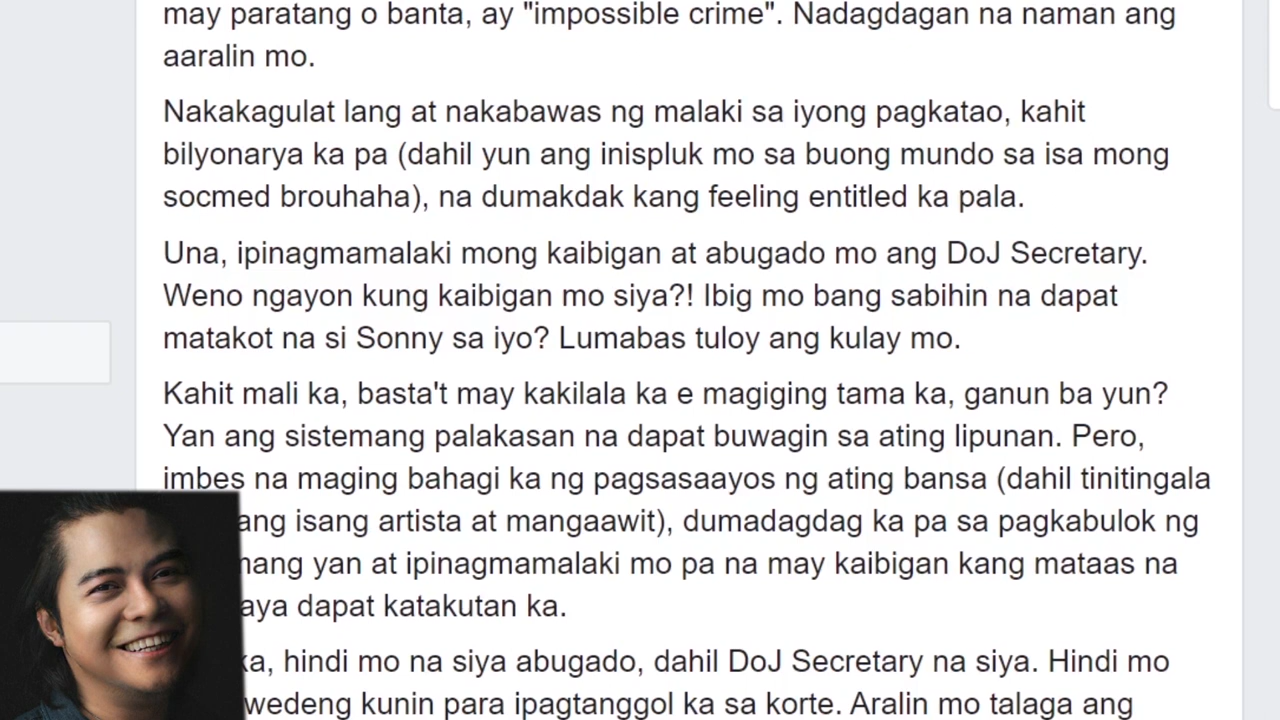 may paratang o banta, ay "impossible crime". Nadagdagan na naman ang
aaralin mo.
Nakakagulat lang at nakabawas ng malaki sa iyong pagkatao, kahit
bilyonarya ka pa (dahil yun ang inispluk mo sa buong mundo sa isa mong
socmed brouhaha), na dumakdak kang feeling entitled ka pala.
Una, ipinagmamalaki mong kaibigan at abugado mo ang DoJ Secretary.
Weno ngayon kung kaibigan mo siya?! Ibig mo bang sabihin na dapat
matakot na si Sonny sa iyo? Lumabas tuloy ang kulay mo.
Kahit mali ka, basta't may kakilala ka e magiging tama ka, ganun ba yun?
Yan ang sistemang palakasan na dapat buwagin sa ating lipunan. Pero,
imbes na maging bahagi ka ng pagsasaayos ng ating bansa (dahil tinitingala
ang isang artista at mangaawit), dumadagdag ka pa sa pagkabulok ng
yan at ipinagmamalaki mo pa na may kaibigan kang mataas na
dapat katakutan ka.
hindi mo na siya abugado, dahil DoJ Secretary na siya. Hindi mo
kunin para ipagtanggol ka sa korte. Aralin mo talaga ang